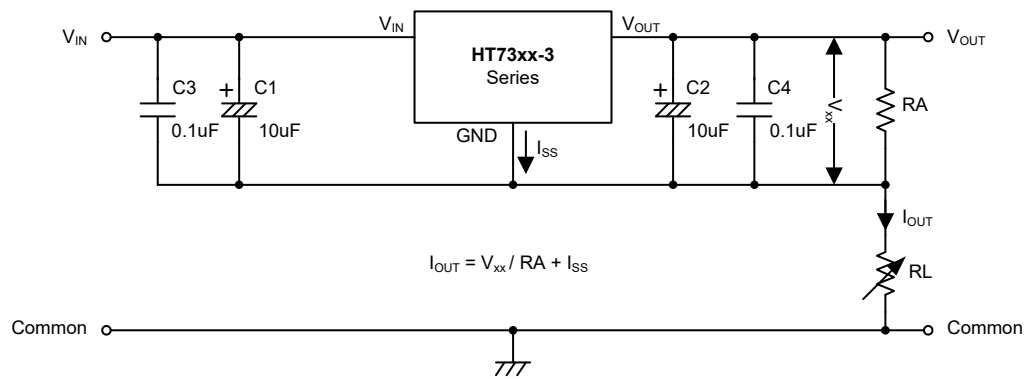 VIN
VIN
HT73xx-3
Series
VOUT
VOUT
C3
0.1uF
+
C1
10uF
GND
ISS
+
C2
10uF
C4
0.1uF
Vxx
RA
IOUT
IOUT = Vxx / RA + ISS
RL
Common
Common